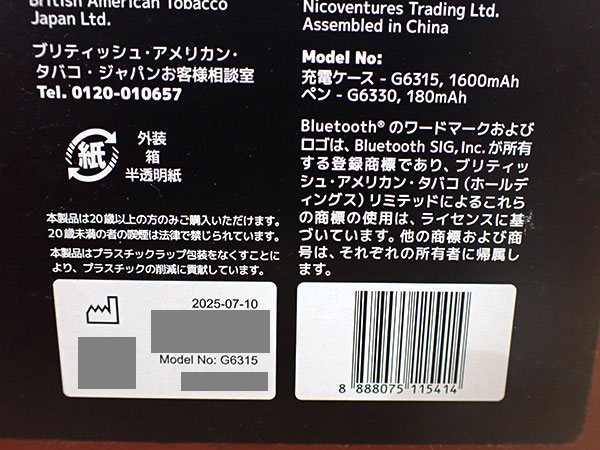 British American Tobacco
Japan Ltd.
ブリティッシュ・アメリカン・
タバコ・ジャパンお客様相談室
Tel. 0120-010657
紙
外装
箱
半透明紙
本製品は20歳以上の方のみご購入いただけます。
20歳未満の者の喫煙は法律で禁じられています。
本製品はプラスチックラップ包装をなくすことに
より、プラスチックの削減に貢献しています。
Nicoventures Trading Ltd.
Assembled in China
Model No:
充電ケース - G6315, 1600mAh
ペン - G6330, 180mAh
Bluetooth® のワードマークおよび
ロゴは、Bluetooth SIG, Inc. が所有
する登録商標であり、ブリティッ
シュ・アメリカン・タバコ（ホールデ
ィングス）リミテッドによるこれら
の商標の使用は、ライセンスに基
づいています。他の商標および商
号は、それぞれの所有者に帰属し
ます。
2025-07-10
Model No: G6315
8 888075 115414